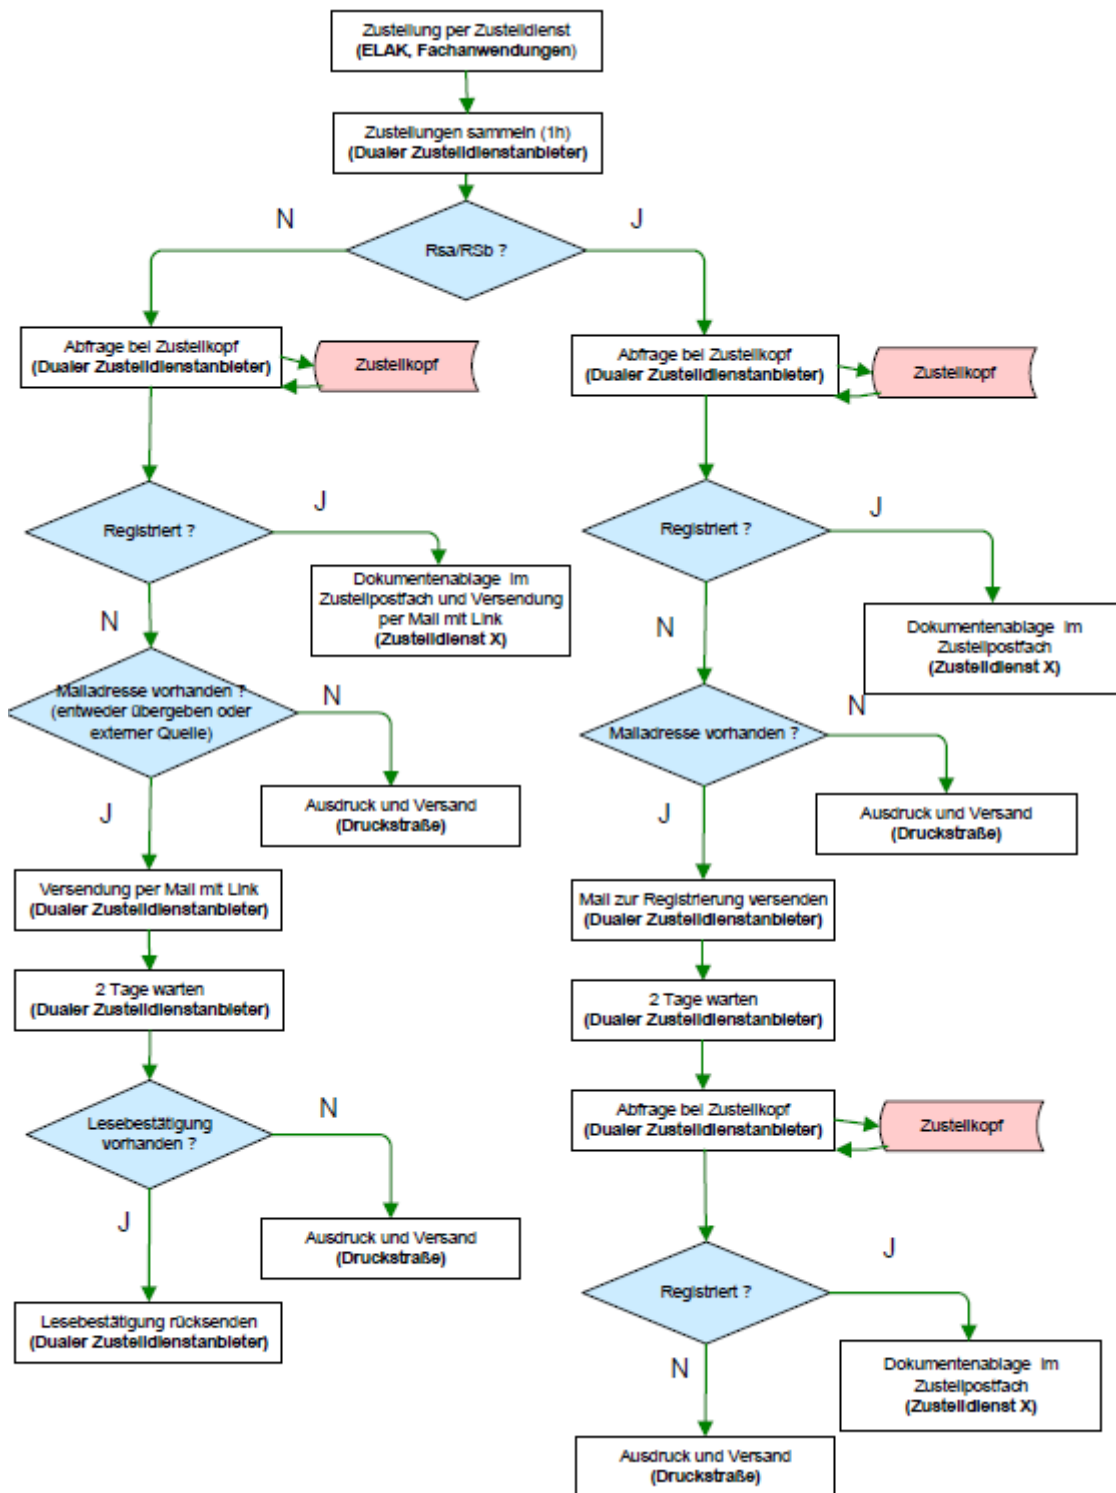 Zustellung per Zustelldienst
(ELAK, Fachanwendungen)
Zustellungen sammeln (1h)
(Dualer Zustelldienstanbieter)
N
J
Rsa/RSb ?
Abfrage bei Zustellkopf
(Dualer Zustelldienstanbieter)
Zustellkopf
Abfrage bei Zustellkopf
(Dualer Zustelldienstanbieter)
Zustellkopf
Registriert ?
J
Registriert ?
J
Dokumentenablage im
Zustellpostfach und Versendung
per Mail mit Link
(Zustelldienst X)
N
Dokumentenablage im
Zustellpostfach
(Zustelldienst X)
N
Mailadresse vorhanden ?
(entweder übergeben oder
externer Quelle)
N
Mailadresse vorhanden ?
N
Ausdruck und Versand
(Druckstraße)
J
Ausdruck und Versand
(Druckstraße)
J
Versendung per Mail mit Link
(Dualer Zustelldienstanbieter)
Mail zur Registrierung versenden
(Dualer Zustelldienstanbieter)
2 Tage warten
(Dualer Zustelldienstanbieter)
2 Tage warten
(Dualer Zustelldienstanbieter)
Lesebestätigung
vorhanden ?
N
Abfrage bei Zustellkopf
(Dualer Zustelldienstanbieter)
Zustellkopf
J
Ausdruck und Versand
(Druckstraße)
Registriert ?
J
Lesebestätigung rücksenden
(Dualer Zustelldienstanbieter)
N
Dokumentenablage im
Zustellpostfach
(Zustelldienst X)
Ausdruck und Versand
(Druckstraße)